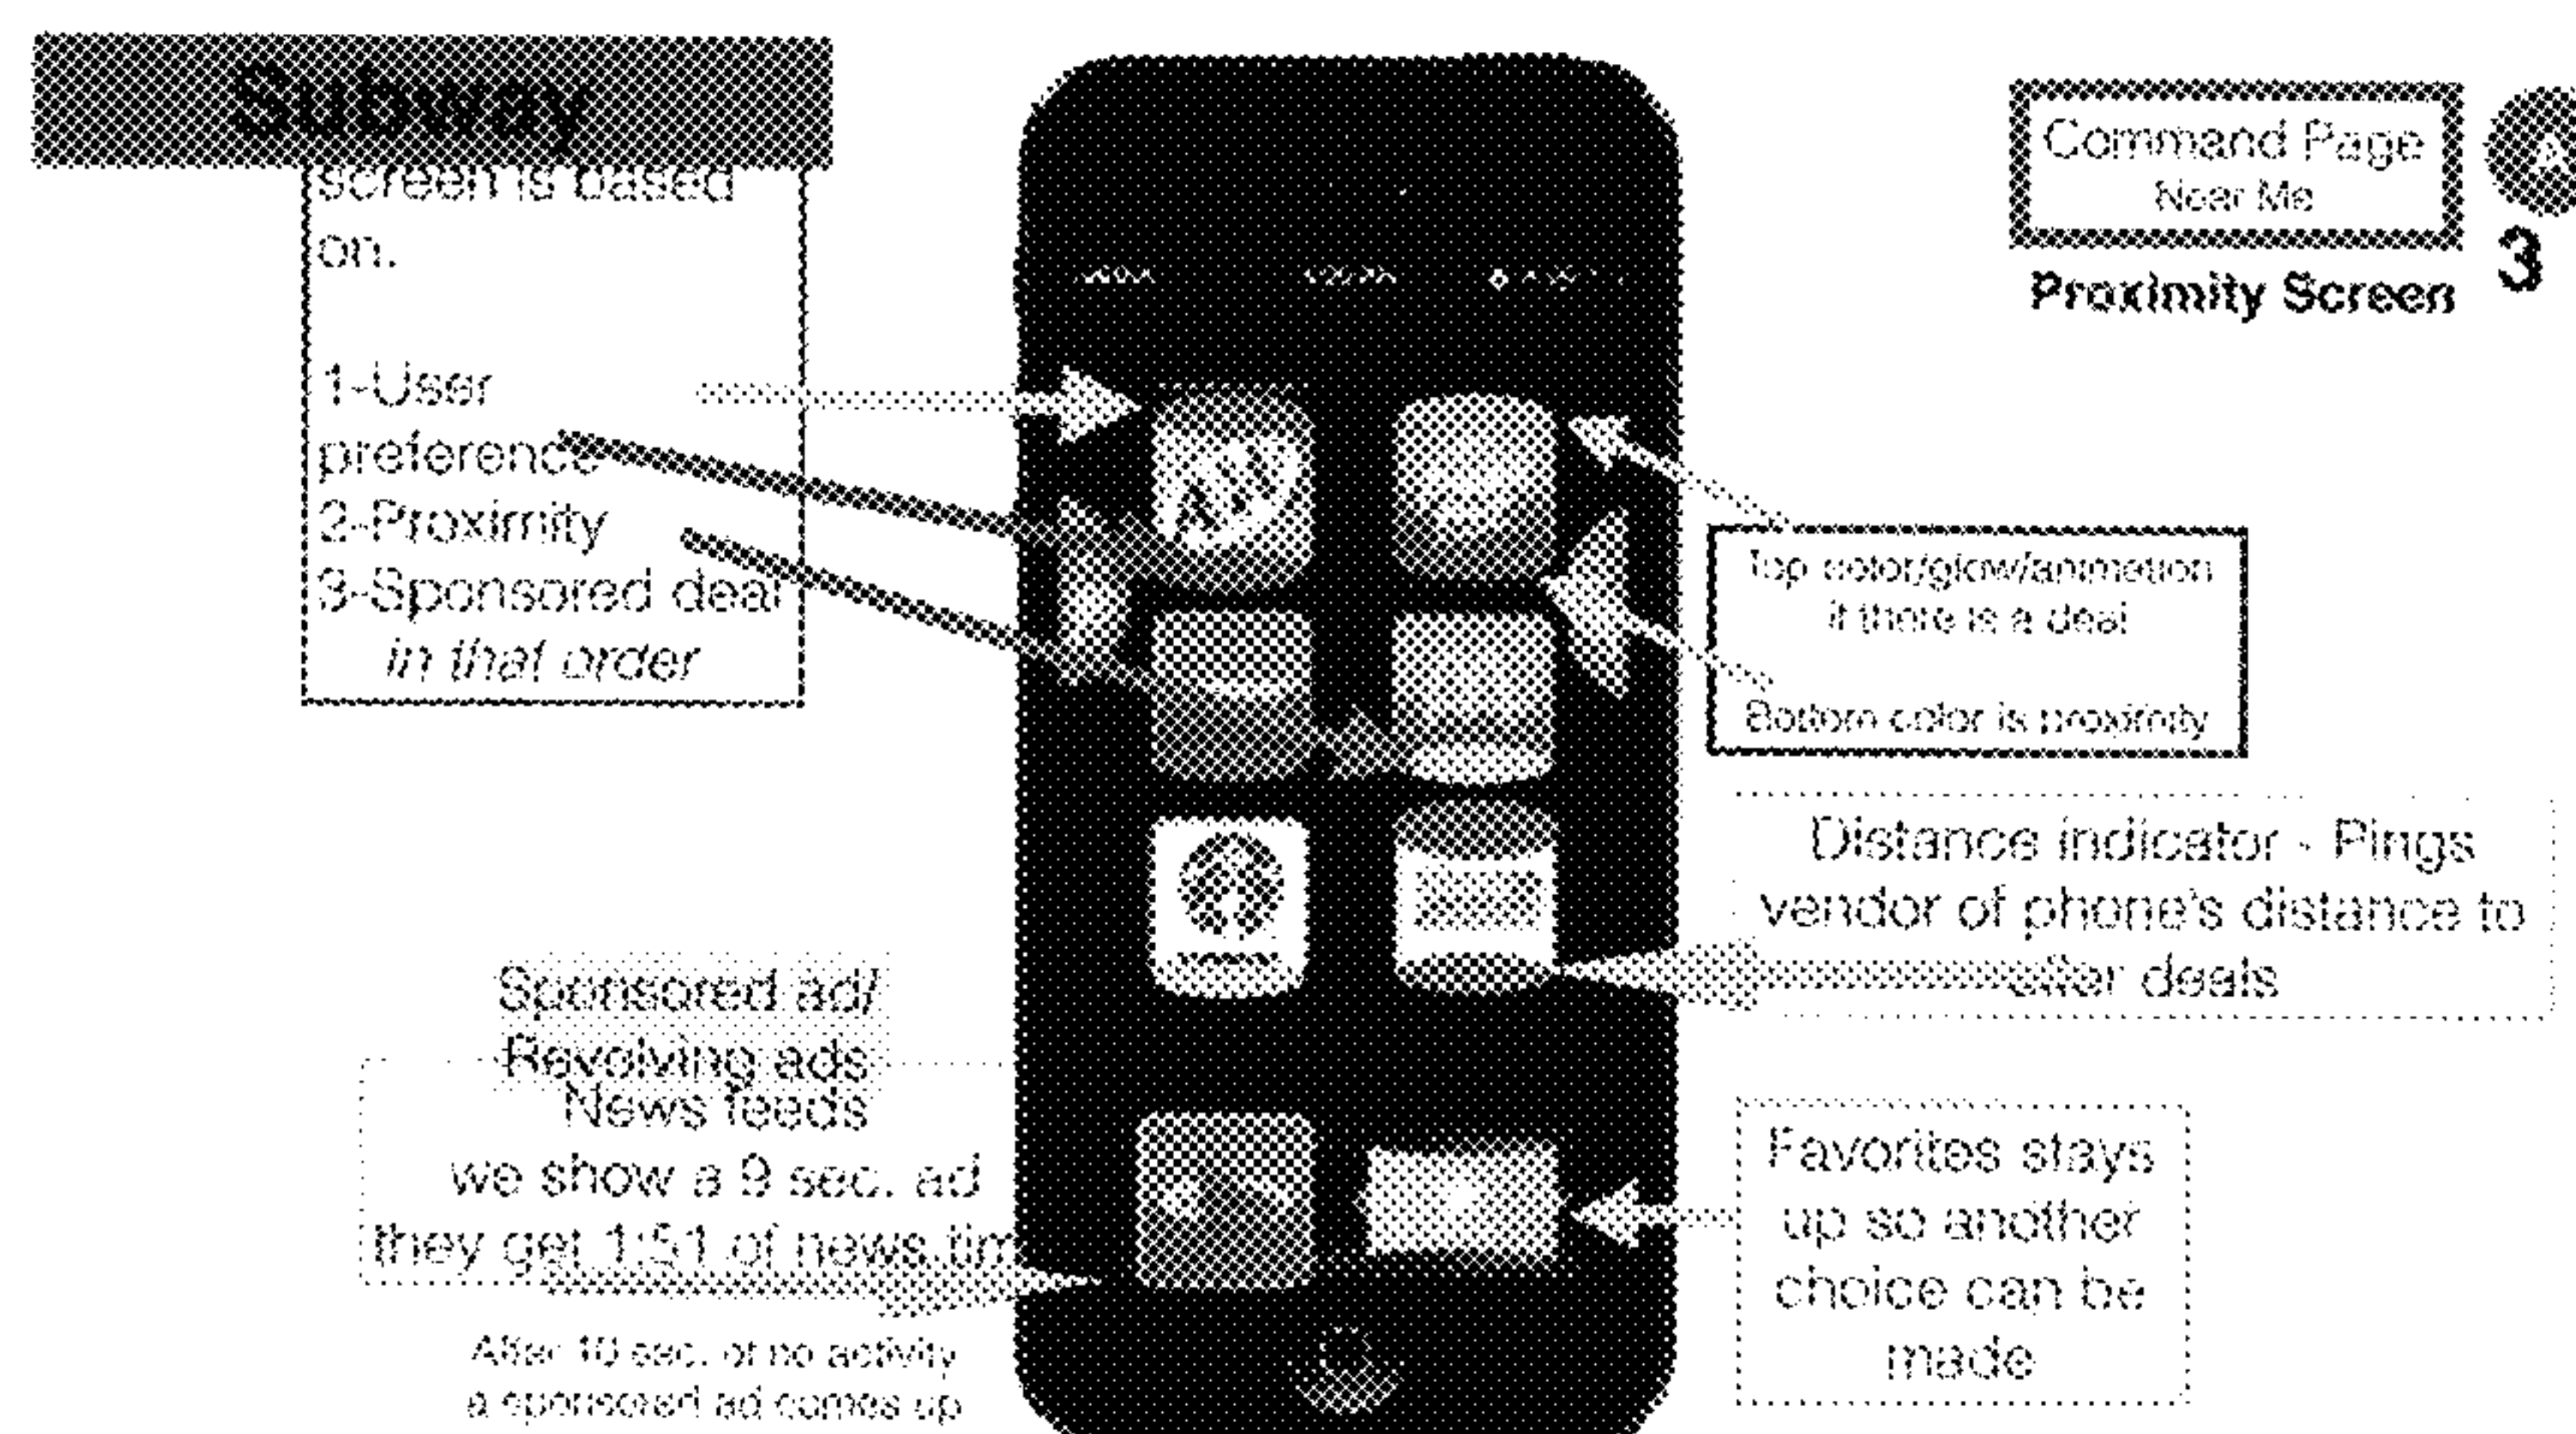 Subway
screen is based
on.
1-User
preference
2-Proximity
3-Sponsored deal
in that order
Command Page
Near Me
A
3
Proximity Screen
A&W
Top color/glow/animation
if there is a deal
Bottom color is proximity
Distance indicator - Pings
vendor of phone's distance to
offer deals
Sponsored ad/
Revolving ads
News feeds
we show a 9 sec. ad
they get 1:51 of news tim
After 10 sec. of no activity
a sponsored ad comes up
Favorites stays
up so another
choice can be
made